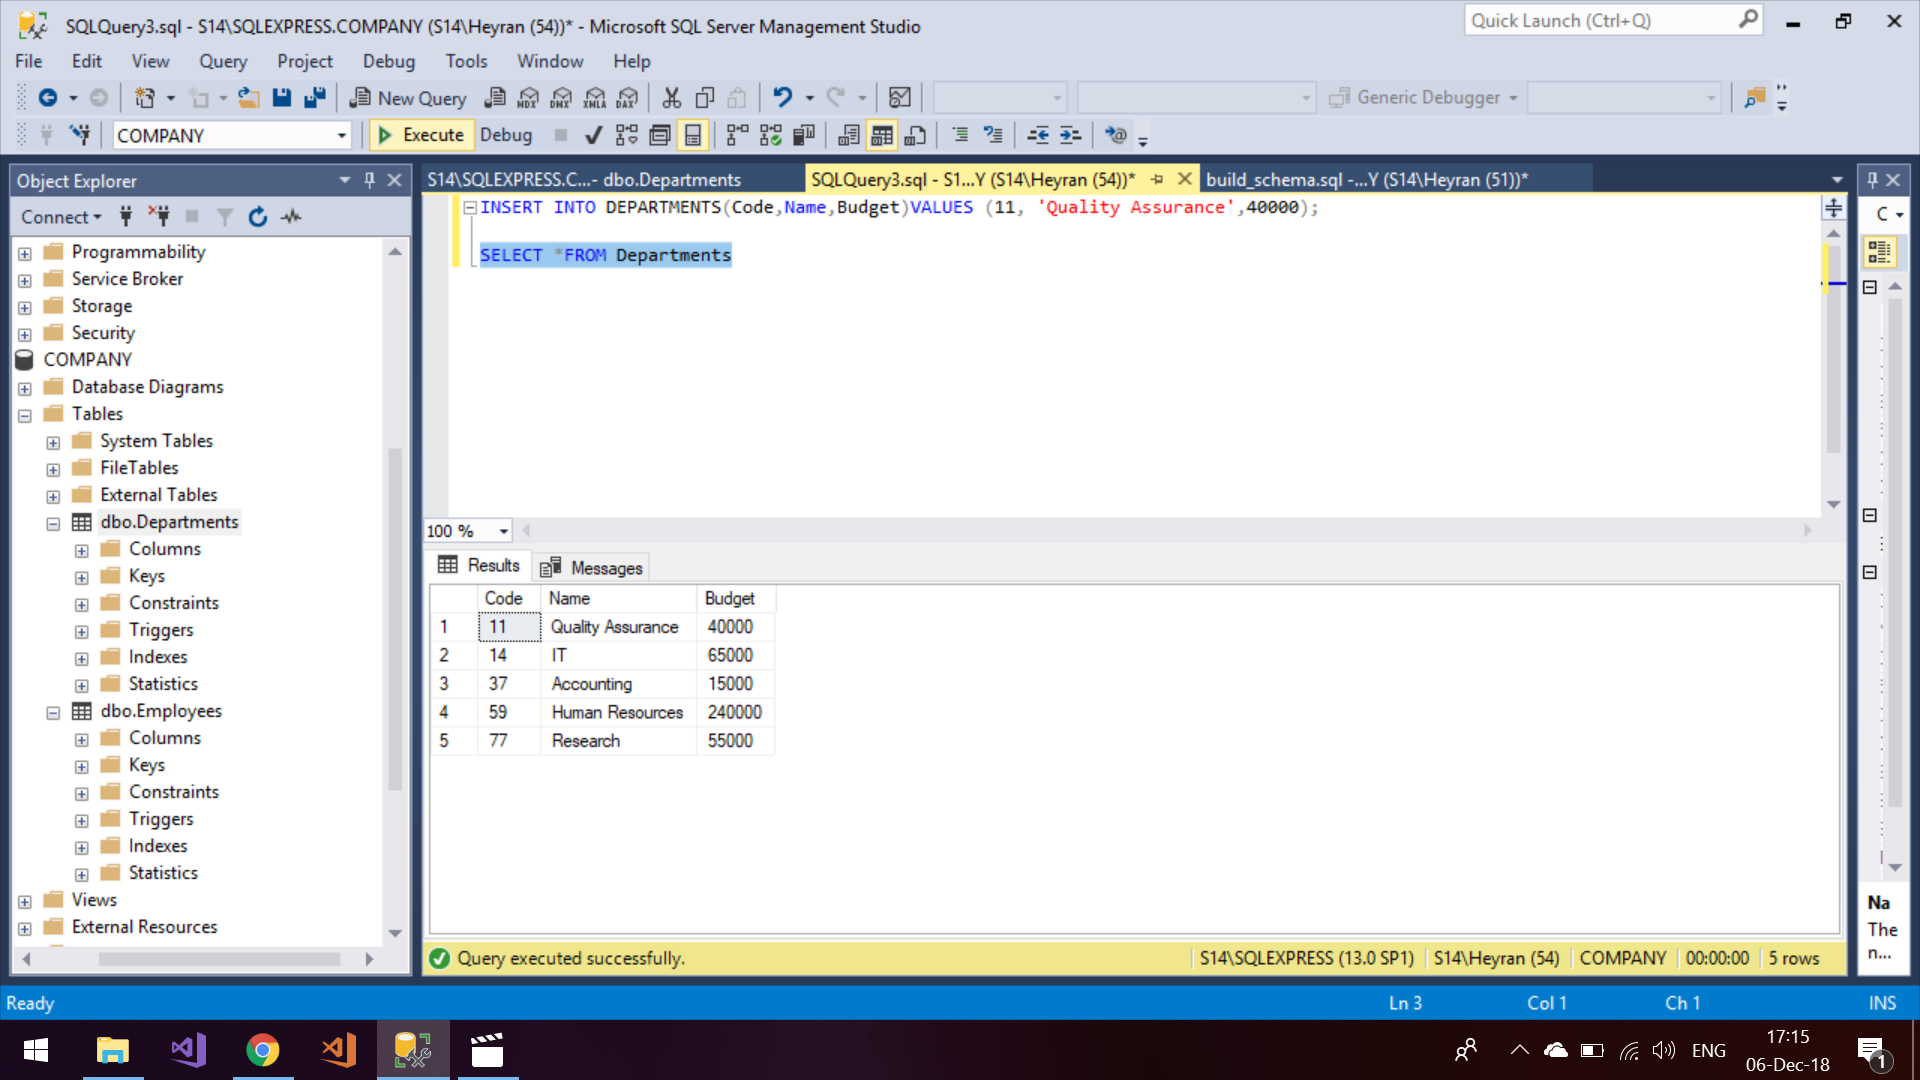 SQLQuery3.sql - S14\SQLEXPRESS.COMPANY (S14\Heyran (54))* - Microsoft SQL Server Management Studio
Quick Launch (Ctrl+Q)
File Edit View Query Project Debug Tools Window Help
New Query MDX DMX XMLA DAX Generic Debugger
COMPANY Execute Debug
Object Explorer
Connect
Programmability
Service Broker
Storage
Security
COMPANY
Database Diagrams
Tables
System Tables
FileTables
External Tables
dbo.Departments
Columns
Keys
Constraints
Triggers
Indexes
Statistics
dbo.Employees
Columns
Keys
Constraints
Triggers
Indexes
Statistics
Views
External Resources
S14\SQLEXPRESS.C...- dbo.Departments
SQLQuery3.sql - S1...Y (S14\Heyran (54))*
build_schema.sql -...Y (S14\Heyran (51))*
INSERT INTO DEPARTMENTS(Code,Name,Budget)VALUES (11, 'Quality Assurance',40000);
SELECT *FROM Departments
100 %
Results Messages
Code Name Budget
1 11 Quality Assurance 40000
2 14 IT 65000
3 37 Accounting 15000
4 59 Human Resources 240000
5 77 Research 55000
Query executed successfully.
S14\SQLEXPRESS (13.0 SP1) S14\Heyran (54) COMPANY 00:00:00 5 rows
C
Na
The
n...
Ready Ln 3 Col 1 Ch 1 INS
ENG
17:15
06-Dec-18
1